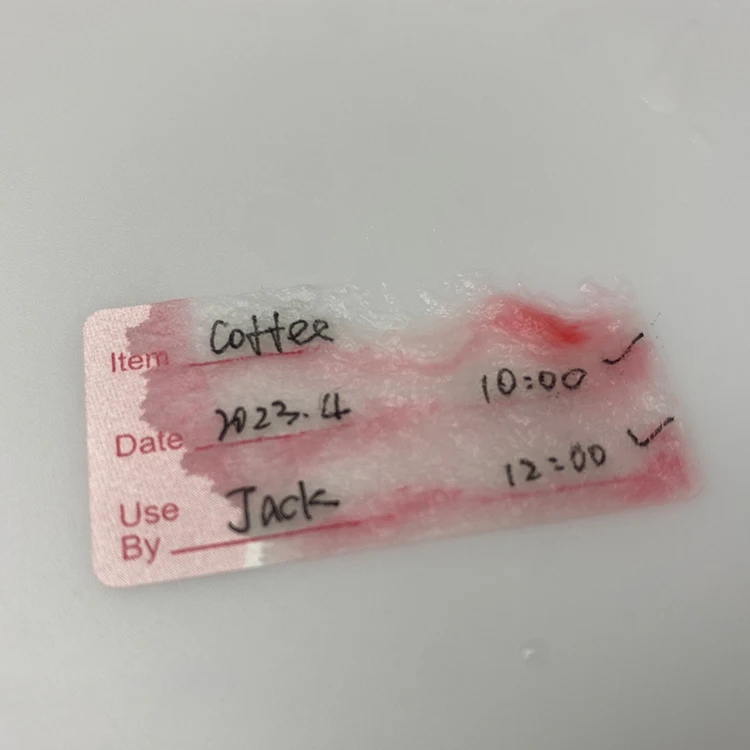 Item Coffee
Date 2023.4 10:00 ✓
Use By Jack 12:00 ✓